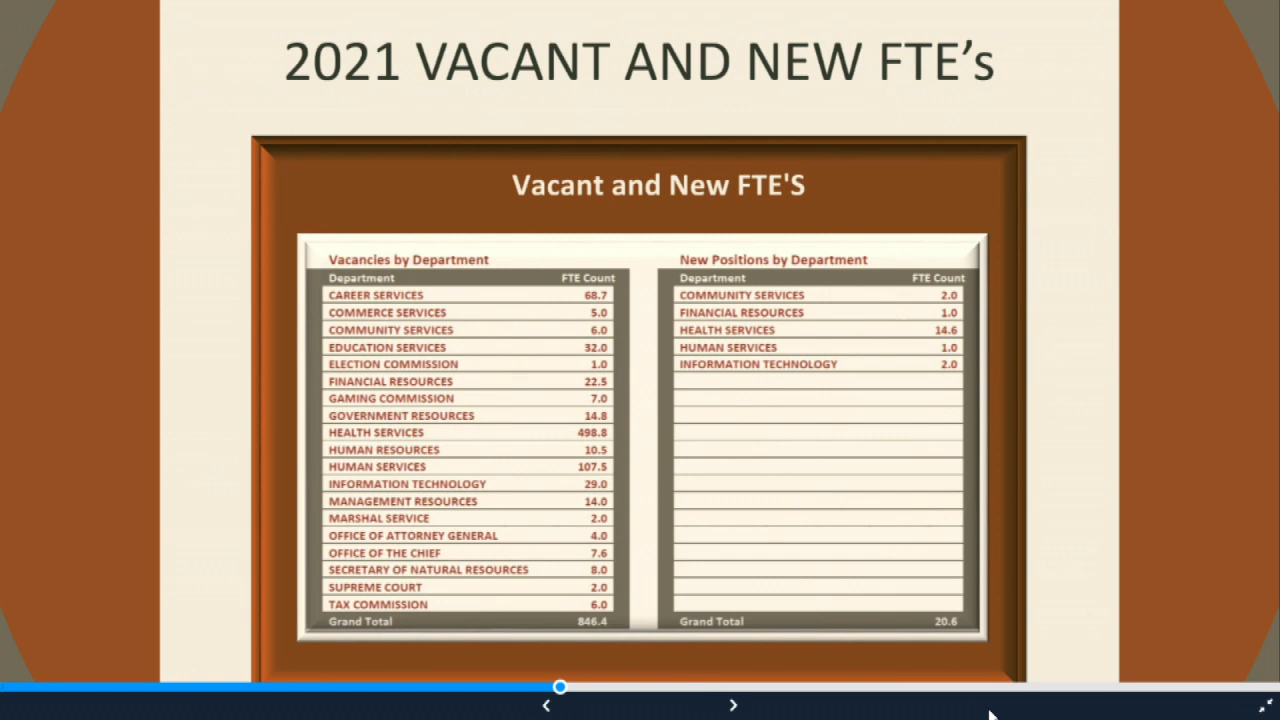 2021 VACANT AND NEW FTE's
Vacant and New FTE'S
Vacancies by Department
Department FTE Count
CAREER SERVICES 68.7
COMMERCE SERVICES 5.0
COMMUNITY SERVICES 6.0
EDUCATION SERVICES 32.0
ELECTION COMMISSION 1.0
FINANCIAL RESOURCES 22.5
GAMING COMMISSION 7.0
GOVERNMENT RESOURCES 14.8
HEALTH SERVICES 498.8
HUMAN RESOURCES 10.5
HUMAN SERVICES 107.5
INFORMATION TECHNOLOGY 29.0
MANAGEMENT RESOURCES 14.0
MARSHAL SERVICE 2.0
OFFICE OF ATTORNEY GENERAL 4.0
OFFICE OF THE CHIEF 7.6
SECRETARY OF NATURAL RESOURCES 8.0
SUPREME COURT 2.0
TAX COMMISSION 6.0
Grand Total 846.4
New Positions by Department
Department FTE Count
COMMUNITY SERVICES 2.0
FINANCIAL RESOURCES 1.0
HEALTH SERVICES 14.6
HUMAN SERVICES 1.0
INFORMATION TECHNOLOGY 2.0
Grand Total 20.6